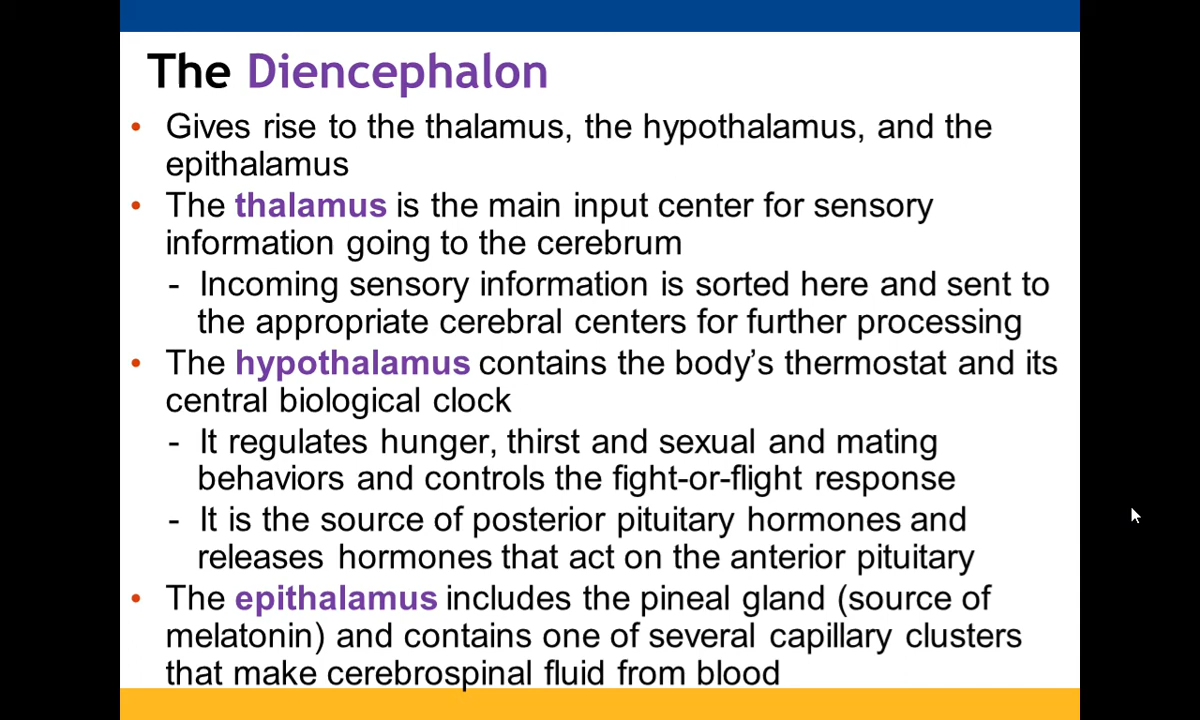 The Diencephalon
• Gives rise to the thalamus, the hypothalamus, and the
epithalamus
• The thalamus is the main input center for sensory
information going to the cerebrum
- Incoming sensory information is sorted here and sent to
the appropriate cerebral centers for further processing
• The hypothalamus contains the body’s thermostat and its
central biological clock
- It regulates hunger, thirst and sexual and mating
behaviors and controls the fight-or-flight response
- It is the source of posterior pituitary hormones and
releases hormones that act on the anterior pituitary
• The epithalamus includes the pineal gland (source of
melatonin) and contains one of several capillary clusters
that make cerebrospinal fluid from blood